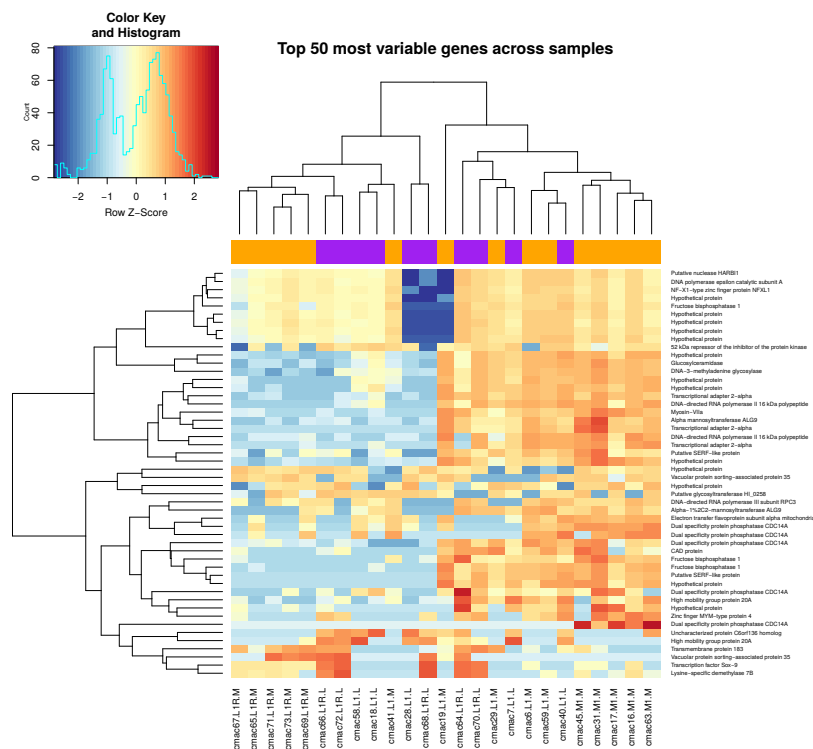 Color Key
and Histogram
Top 50 most variable genes across samples
Count
0 20 40 60 80
−2 −1 0 1 2
Row Z−Score
Putative nuclease HARBI1
DNA polymerase epsilon catalytic subunit A
NF−X1−type zinc finger protein NFXL1
Hypothetical protein
Fructose bisphosphatase 1
Hypothetical protein
Hypothetical protein
Hypothetical protein
Hypothetical protein
52 kDa repressor of the inhibitor of the protein kinase
Hypothetical protein
Glucosylceramidase
DNA−3−methyladenine glycosylase
Hypothetical protein
Hypothetical protein
Transcriptional adapter 2−alpha
DNA−directed RNA polymerase II 16 kDa polypeptide
Myosin−VIIa
Alpha mannosyltransferase ALG9
Transcriptional adapter 2−alpha
DNA−directed RNA polymerase II 16 kDa polypeptide
Transcriptional adapter 2−alpha
Putative SERF−like protein
Hypothetical protein
Hypothetical protein
Vacuolar protein sorting−associated protein 35
Hypothetical protein
Putative glycosyltransferase HI_0258
DNA−directed RNA polymerase III subunit RPC3
Alpha−1%2C2−mannosyltransferase ALG9
Electron transfer flavoprotein subunit alpha mitochondri
Dual specificity protein phosphatase CDC14A
Dual specificity protein phosphatase CDC14A
Dual specificity protein phosphatase CDC14A
CAD protein
Fructose bisphosphatase 1
Fructose bisphosphatase 1
Putative SERF−like protein
Hypothetical protein
Dual specificity protein phosphatase CDC14A
High mobility group protein 20A
Hypothetical protein
Zinc finger MYM−type protein 4
Dual specificity protein phosphatase CDC14A
Uncharacterized protein C6orf136 homolog
High mobility group protein 20A
Transmembrane protein 183
Vacuolar protein sorting−associated protein 35
Transcription factor Sox−9
Lysine−specific demethylase 7B
cmac67.L1R.M
cmac65.L1R.M
cmac71.L1R.M
cmac73.L1R.M
cmac69.L1R.M
cmac66.L1R.L
cmac72.L1R.L
cmac58.L1.L
cmac18.L1.L
cmac41.L1.M
cmac28.L1.L
cmac68.L1R.L
cmac19.L1.M
cmac64.L1R.L
cmac70.L1R.L
cmac29.L1.M
cmac7.L1.L
cmac6.L1.M
cmac59.L1.M
cmac40.L1.L
cmac45.M1.M
cmac31.M1.M
cmac17.M1.M
cmac16.M1.M
cmac63.M1.M